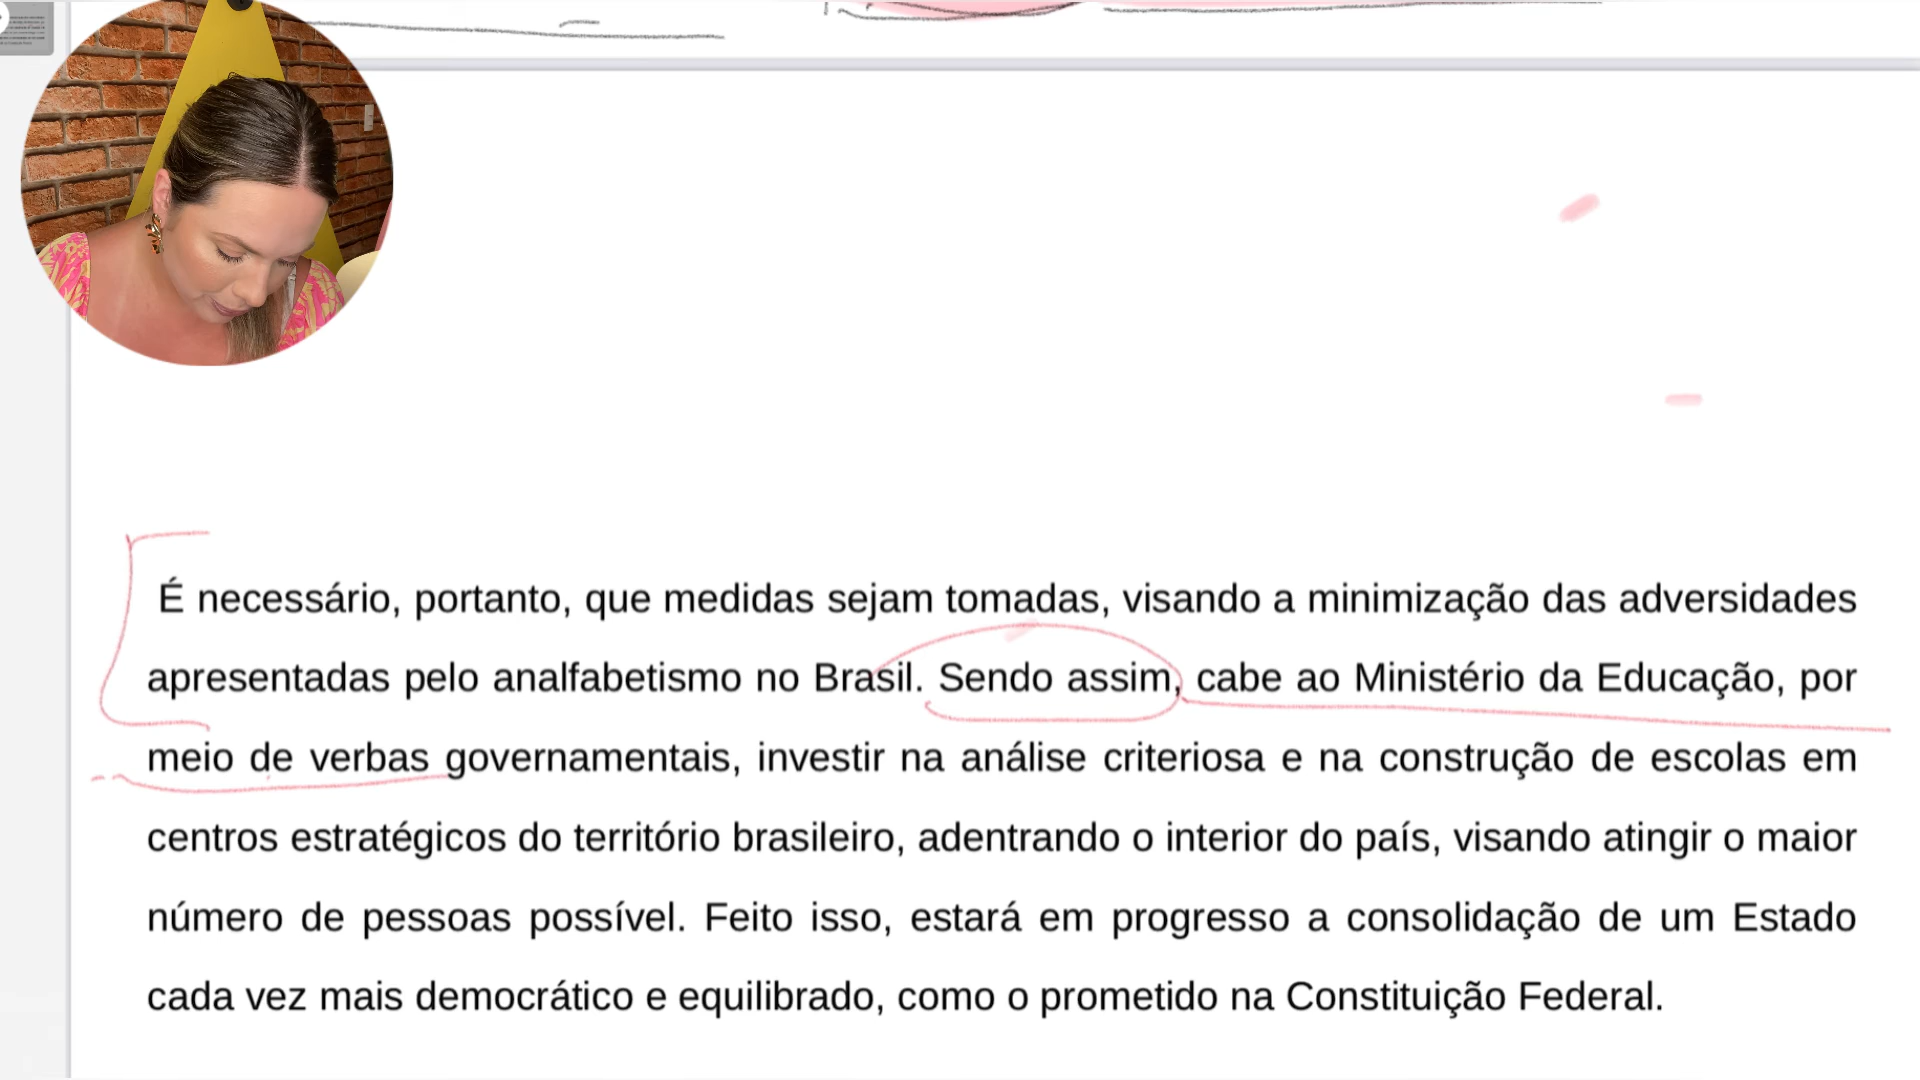 É necessário, portanto, que medidas sejam tomadas, visando a minimização das adversidades
apresentadas pelo analfabetismo no Brasil. Sendo assim, cabe ao Ministério da Educação, por
meio de verbas governamentais, investir na análise criteriosa e na construção de escolas em
centros estratégicos do território brasileiro, adentrando o interior do país, visando atingir o maior
número de pessoas possível. Feito isso, estará em progresso a consolidação de um Estado
cada vez mais democrático e equilibrado, como o prometido na Constituição Federal.